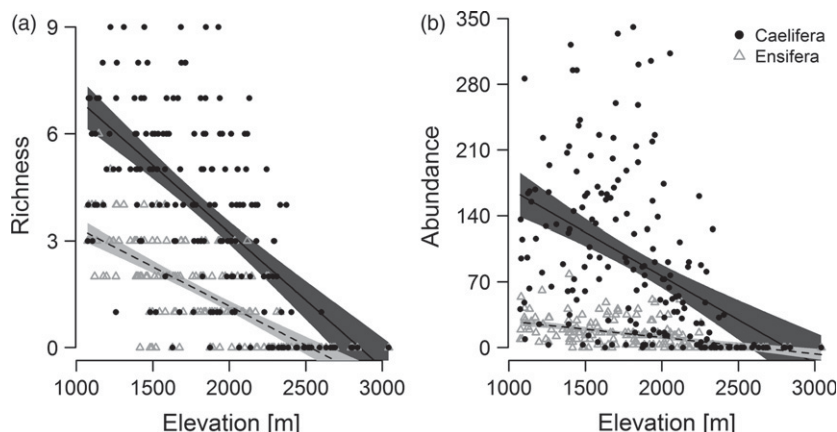 (a)
Richness
9
6
3
0
1000 1500 2000 2500 3000
Elevation [m]
(b)
Abundance
350
280
210
140
70
0
1000 1500 2000 2500 3000
Elevation [m]
Caelifera
Ensifera